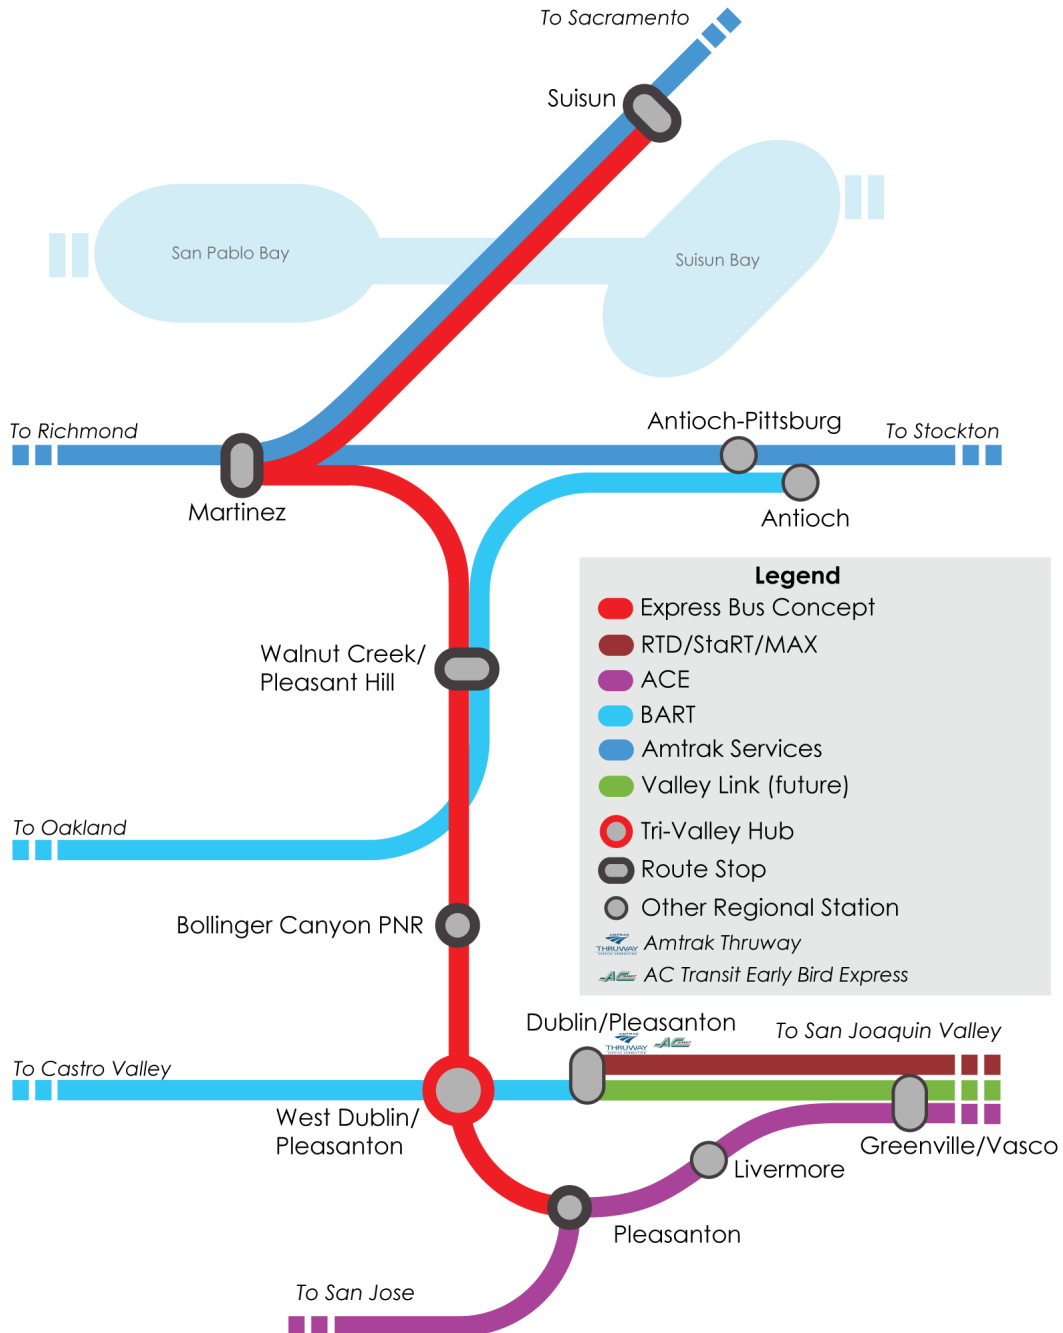 To Sacramento
Suisun
San Pablo Bay
Suisun Bay
To Richmond
Antioch-Pittsburg
To Stockton
Martinez
Antioch
Legend
Express Bus Concept
RTD/StaRT/MAX
ACE
BART
Amtrak Services
Valley Link (future)
Tri-Valley Hub
Route Stop
Other Regional Station
THRUWAY Amtrak Thruway
AC Transit Early Bird Express
Walnut Creek/
Pleasant Hill
To Oakland
Bollinger Canyon PNR
Dublin/Pleasanton
THRUWAY
To San Joaquin Valley
To Castro Valley
West Dublin/
Pleasanton
Greenville/Vasco
Livermore
Pleasanton
To San Jose